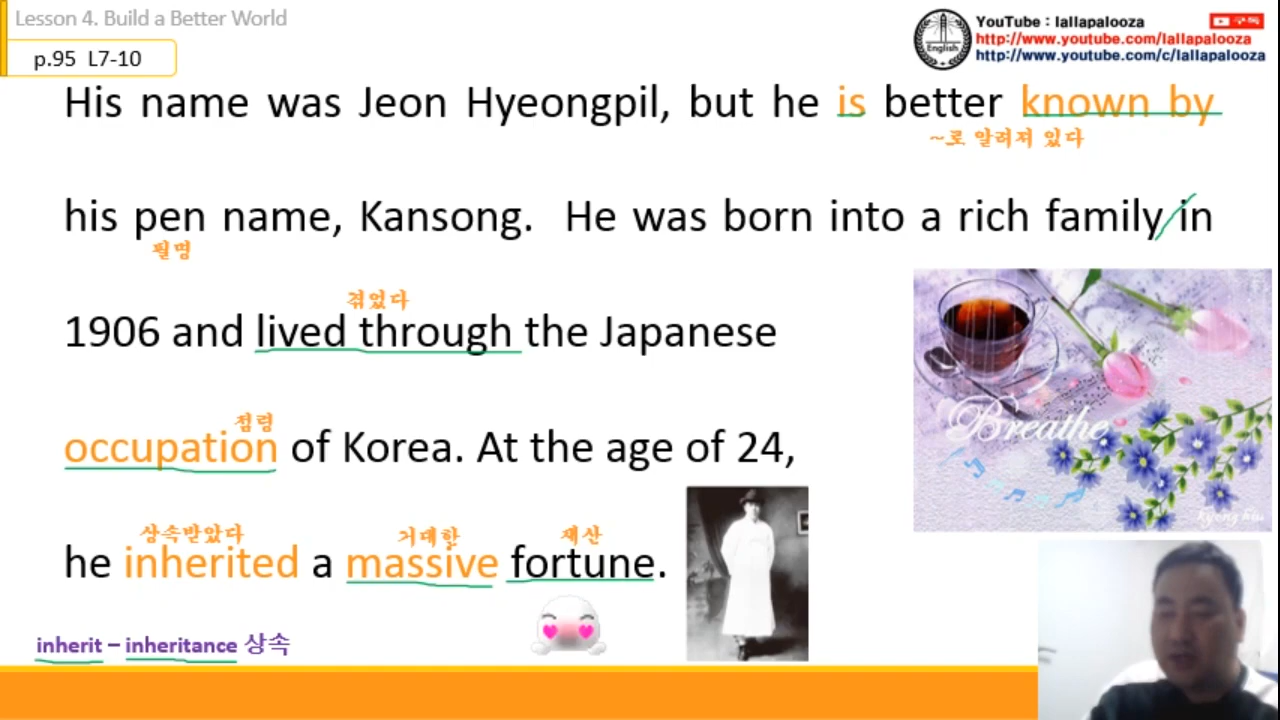 Lesson 4. Build a Better World
p.95 L7-10
English
YouTube : lallapalooza
구독
http://www.youtube.com/lallapalooza
http://www.youtube.com/c/lallapalooza
His name was Jeon Hyeongpil, but he is better known by
~로 알려져 있다
his pen name, Kansong. He was born into a rich family in
필명
겪었다
1906 and lived through the Japanese
점령
occupation of Korea. At the age of 24,
상속받았다 거대한 재산
he inherited a massive fortune.
inherit – inheritance 상속
Breathe